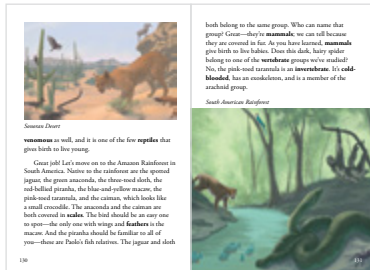 Sonoran Desert
venomous as well, and it is one of the few reptiles that
gives birth to live young.
Great job! Let's move on to the Amazon Rainforest in
South America. Native to the rainforest are the spotted
jaguar, the green anaconda, the three-toed sloth, the
red-bellied piranha, the blue-and-yellow macaw, the
pink-toed tarantula, and the caiman, which looks like
a small crocodile. The anaconda and the caiman are
both covered in scales. The bird should be an easy one
to spot—the only one with wings and feathers is the
macaw. And the piranha should be familiar to all of
you—these are Paolo's fish relatives. The jaguar and sloth
130
both belong to the same group. Who can name that
group? Great—they're mammals; we can tell because
they are covered in fur. As you have learned, mammals
give birth to live babies. Does this dark, hairy spider
belong to one of the vertebrate groups we've studied?
No, the pink-toed tarantula is an invertebrate. It's cold-
blooded, has an exoskeleton, and is a member of the
arachnid group.
South American Rainforest
131